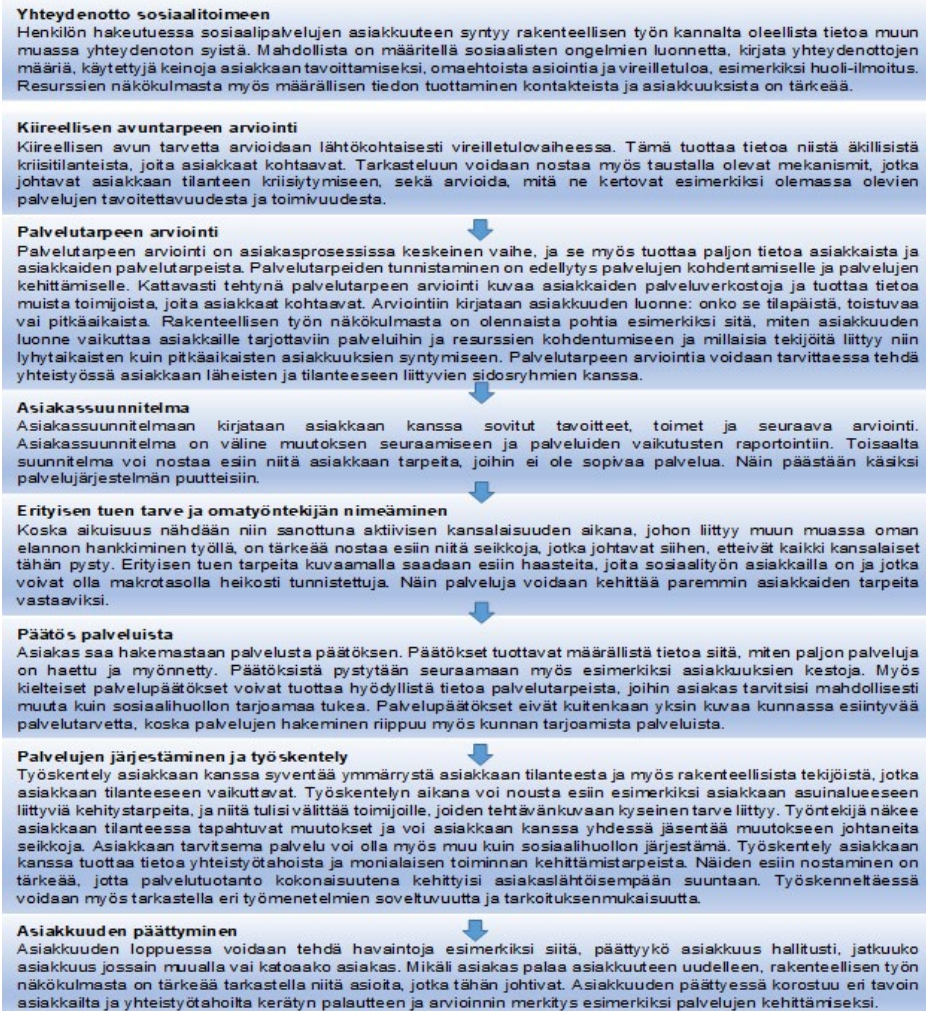 Yhteydenotto sosiaalitoimeen
Henkilön hakeutuessa sosiaalipalvelujen asiakkuuteen syntyy rakenteellisen työn kannalta oleellista tietoa muun
muassa yhteydenoton syistä. Mahdollista on määritellä sosiaalisten ongelmien luonnetta, kirjata yhteydenottojen
määriä, käytettyjä keinoja asiakkaan tavoittamiseksi, omaehtoista asiointia ja vireilletuloa, esimerkiksi huoli-ilmoitus.
Resurssien näkökulmasta myös määrällisen tiedon tuottaminen kontakteista ja asiakkuuksista on tärkeää.
Kiireellisen avuntarpeen arviointi
Kiireellisen avun tarvetta arvioidaan lähtökohtaisesti vireilletulovaiheessa. Tämä tuottaa tietoa niistä äkillisistä
kriisitilanteista, joita asiakkaat kohtaavat. Tarkasteluun voidaan nostaa myös taustalla olevat mekanismit, jotka
johtavat asiakkaan tilanteen kriisiytymiseen, sekä arvioida, mitä ne kertovat esimerkiksi olemassa olevien
palvelujen tavoitettavuudesta ja toimivuudesta.
Palvelutarpeen arviointi
Palvelutarpeen arviointi on asiakasprosessissa keskeinen vaihe, ja se myös tuottaa paljon tietoa asiakkaista ja
asiakkaiden palvelutarpeista. Palvelutarpeiden tunnistaminen on edellytys palvelujen kohdentamiselle ja palvelujen
kehittämiselle. Kattavasti tehtynä palvelutarpeen arviointi kuvaa asiakkaiden palveluverkostoja ja tuottaa tietoa
muista toimijoista, joita asiakkaat kohtaavat. Arviointiin kirjataan asiakkuuden luonne: onko se tilapäistä, toistuvaa
vai pitkäaikaista. Rakenteellisen työn näkökulmasta on olennaista pohtia esimerkiksi sitä, miten asiakkuuden
luonne vaikuttaa asiakkaille tarjottaviin palveluihin ja resurssien kohdentumiseen ja millaisia tekijöitä liittyy niin
lyhytaikaisten kuin pitkäaikaisten asiakkuuksien syntymiseen. Palvelutarpeen arviointia voidaan tarvittaessa tehdä
yhteistyössä asiakkaan läheisten ja tilanteeseen liittyvien sidosryhmien kanssa.
Asiakassuunnitelma
Asiakassuunnitelmaan kirjataan asiakkaan kanssa sovitut tavoitteet, toimet ja seuraava arviointi.
Asiakassuunnitelma on väline muutoksen seuraamiseen ja palveluiden vaikutusten raportointiin. Toisaalta
suunnitelma voi nostaa esiin niitä asiakkaan tarpeita, joihin ei ole sopivaa palvelua. Näin päästään käsiksi
palvelujärjestelmän puutteisiin.
Erityisen tuen tarve ja omatyöntekijän nimeäminen
Koska aikuisuus nähdään niin sanottuna aktiivisen kansalaisuuden aikana, johon liittyy muun muassa oman
elannon hankkiminen työllä, on tärkeää nostaa esiin niitä seikkoja, jotka johtavat siihen, etteivät kaikki kansalaiset
tähän pysty. Erityisen tuen tarpeita kuvaamalla saadaan esiin haasteita, joita sosiaalityön asiakkailla on ja jotka
voivat olla makrotasolla heikosti tunnistettuja. Näin palveluja voidaan kehittää paremmin asiakkaiden tarpeita
vastaaviksi.
Päätös palveluista
Asiakas saa hakemastaan palvelusta päätöksen. Päätökset tuottavat määrällistä tietoa siitä, miten paljon palveluja
on haettu ja myönnetty. Päätöksistä pystytään seuraamaan myös esimerkiksi asiakkuuksien kestoja. Myös
kielteiset palvelupäätökset voivat tuottaa hyödyllistä tietoa palvelutarpeista, joihin asiakas tarvitsisi mahdollisesti
muuta kuin sosiaalihuollon tarjoamaa tukea. Palvelupäätökset eivät kuitenkaan yksin kuvaa kunnassa esiintyvää
palvelutarvetta, koska palvelujen hakeminen riippuu myös kunnan tarjoamista palveluista.
Palvelujen järjestäminen ja työskentely
Työskentely asiakkaan kanssa syventää ymmärrystä asiakkaan tilanteesta ja myös rakenteellisista tekijöistä, jotka
asiakkaan tilanteeseen vaikuttavat. Työskentelyn aikana voi nousta esiin esimerkiksi asiakkaan asuinalueeseen
liittyviä kehitystarpeita, ja niitä tulisi välittää toimijoille, joiden tehtävänkuvaan kyseinen tarve liittyy. Työntekijä näkee
asiakkaan tilanteessa tapahtuvat muutokset ja voi asiakkaan kanssa yhdessä jäsentää muutokseen johtaneita
seikkoja. Asiakkaan tarvitsema palvelu voi olla myös muu kuin sosiaalihuollon järjestämä. Työskentely asiakkaan
kanssa tuottaa tietoa yhteistyötahoista ja monialaisen toiminnan kehittämistarpeista. Näiden esiin nostaminen on
tärkeää, jotta palvelutuotanto kokonaisuutena kehittyisi asiakaslähtöisempään suuntaan. Työskenneltäessä
voidaan myös tarkastella eri työmenetelmien soveltuvuutta ja tarkoituksenmukaisuutta.
Asiakkuuden päättyminen
Asiakkuuden loppuessa voidaan tehdä havaintoja esimerkiksi siitä, päättyykö asiakkuus hallitusti, jatkuuko
asiakkuus jossain muualla vai katoaako asiakas. Mikäli asiakas palaa asiakkuuteen uudelleen, rakenteellisen työn
näkökulmasta on tärkeää tarkastella niitä asioita, jotka tähän johtivat. Asiakkuuden päättyessä korostuu eri tavoin
asiakkailta ja yhteistyötahoilta kerätyn palautteen ja arvioinnin merkitys esimerkiksi palvelujen kehittämiseksi.